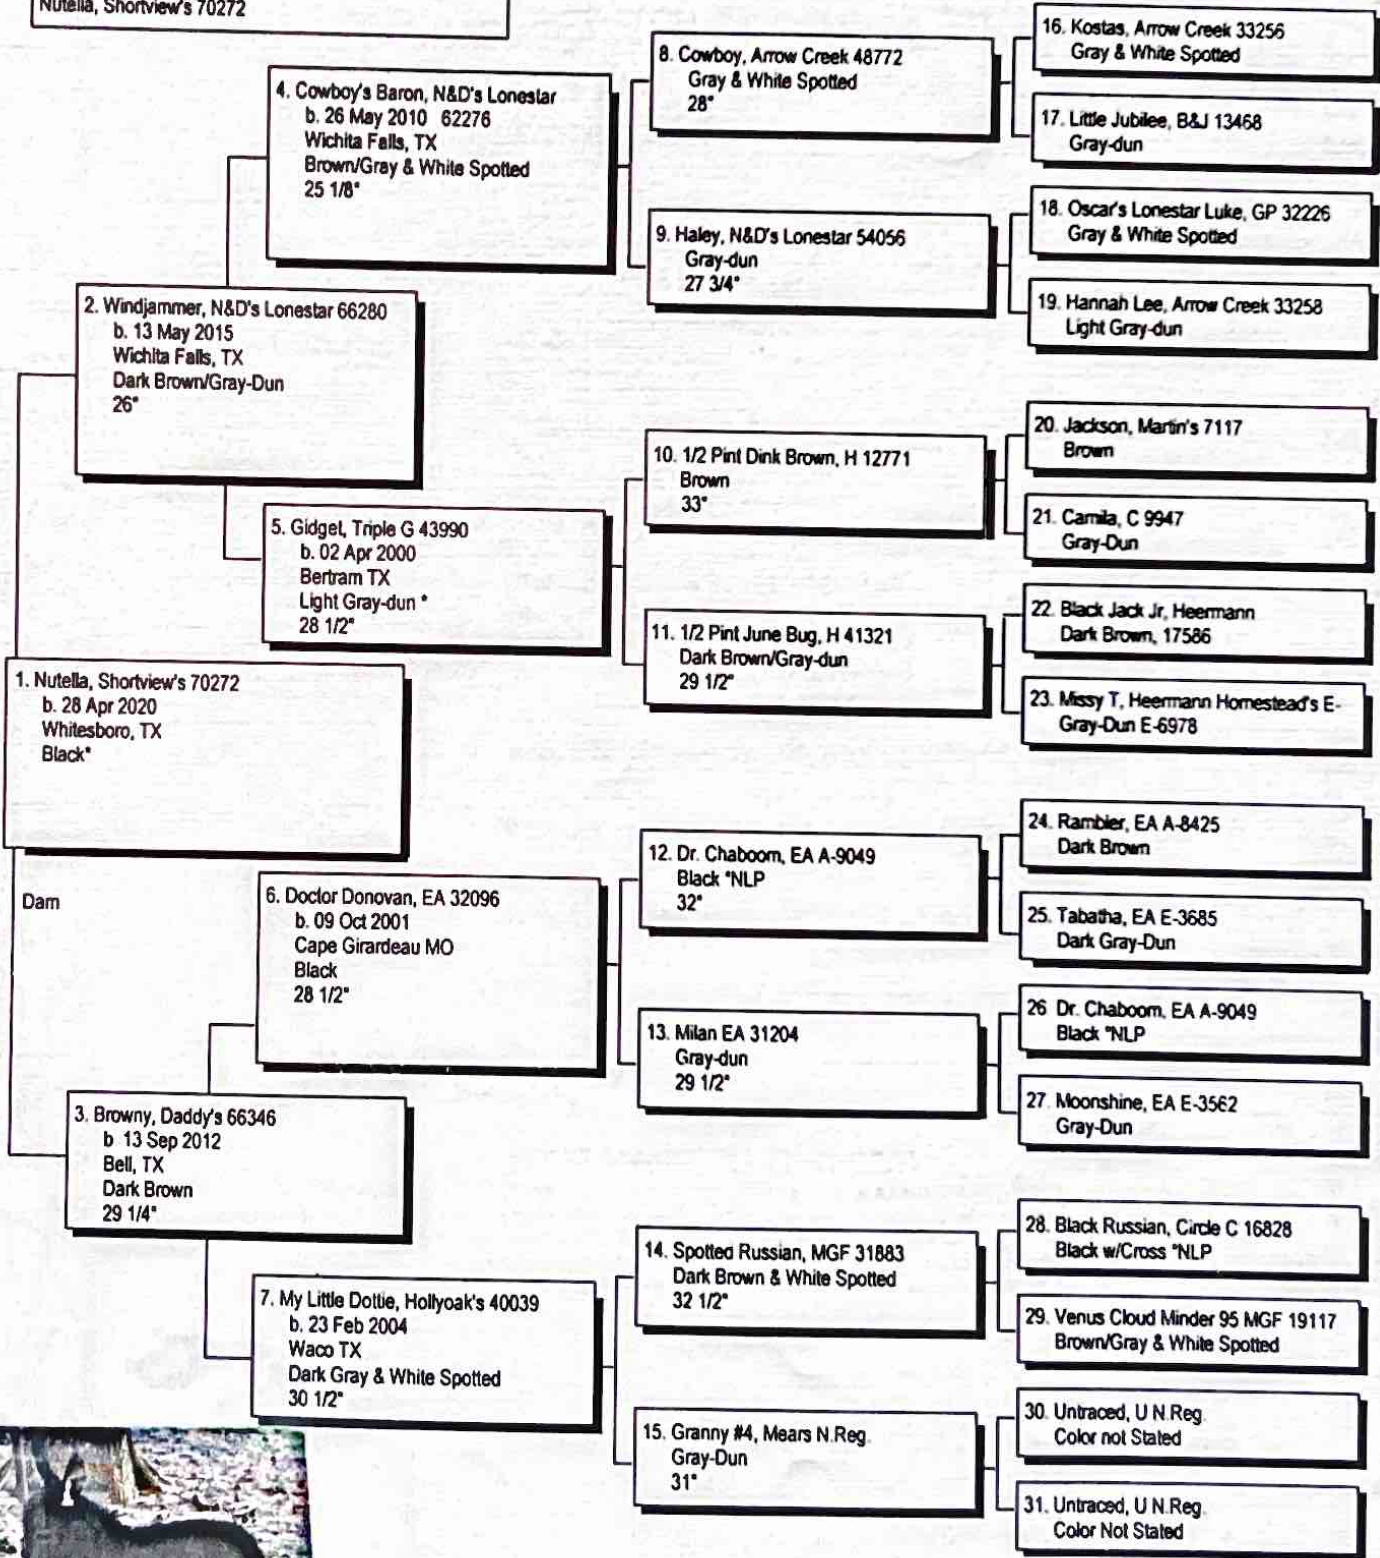 Nutella, Shortview's 70272
16. Kostas, Arrow Creek 33256
Gray & White Spotted
8. Cowboy, Arrow Creek 48772
Gray & White Spotted
28"
17. Little Jubilee, B&J 13468
Gray-dun
4. Cowboy's Baron, N&D's Lonestar
b. 26 May 2010 62276
Wichita Falls, TX
Brown/Gray & White Spotted
25 1/8"
18. Oscar's Lonestar Luke, GP 32226
Gray & White Spotted
9. Haley, N&D's Lonestar 54056
Gray-dun
27 3/4"
19. Hannah Lee, Arrow Creek 33258
Light Gray-dun
2. Windjammer, N&D's Lonestar 66280
b. 13 May 2015
Wichita Falls, TX
Dark Brown/Gray-Dun
26"
20. Jackson, Martin's 7117
Brown
10. 1/2 Pint Dink Brown, H 12771
Brown
33"
21. Camila, C 9947
Gray-Dun
5. Gidget, Triple G 43990
b. 02 Apr 2000
Bertram TX
Light Gray-dun *
28 1/2"
22. Black Jack Jr, Heermann
Dark Brown, 17586
11. 1/2 Pint June Bug, H 41321
Dark Brown/Gray-dun
29 1/2"
23. Missy T, Heermann Homestead's E-
Gray-Dun E-6978
1. Nutella, Shortview's 70272
b. 28 Apr 2020
Whitesboro, TX
Black*
24. Rambler, EA A-8425
Dark Brown
12. Dr. Chaboom, EA A-9049
Black *NLP
32"
25. Tabatha, EA E-3685
Dark Gray-Dun
Dam
6. Doctor Donovan, EA 32096
b. 09 Oct 2001
Cape Girardeau MO
Black
28 1/2"
26 Dr. Chaboom, EA A-9049
Black *NLP
13. Milan EA 31204
Gray-dun
29 1/2"
27. Moonshine, EA E-3562
Gray-Dun
3. Browny, Daddy's 66346
b 13 Sep 2012
Bell, TX
Dark Brown
29 1/4"
28. Black Russian, Circle C 16828
Black w/Cross *NLP
14. Spotted Russian, MGF 31883
Dark Brown & White Spotted
32 1/2"
29. Venus Cloud Minder 95 MGF 19117
Brown/Gray & White Spotted
7. My Little Dottie, Hollyoak's 40039
b. 23 Feb 2004
Waco TX
Dark Gray & White Spotted
30 1/2"
30. Untraced, U N.Reg.
Color not Stated
15. Granny #4, Mears N.Reg.
Gray-Dun
31"
31. Untraced, U N.Reg.
Color Not Stated